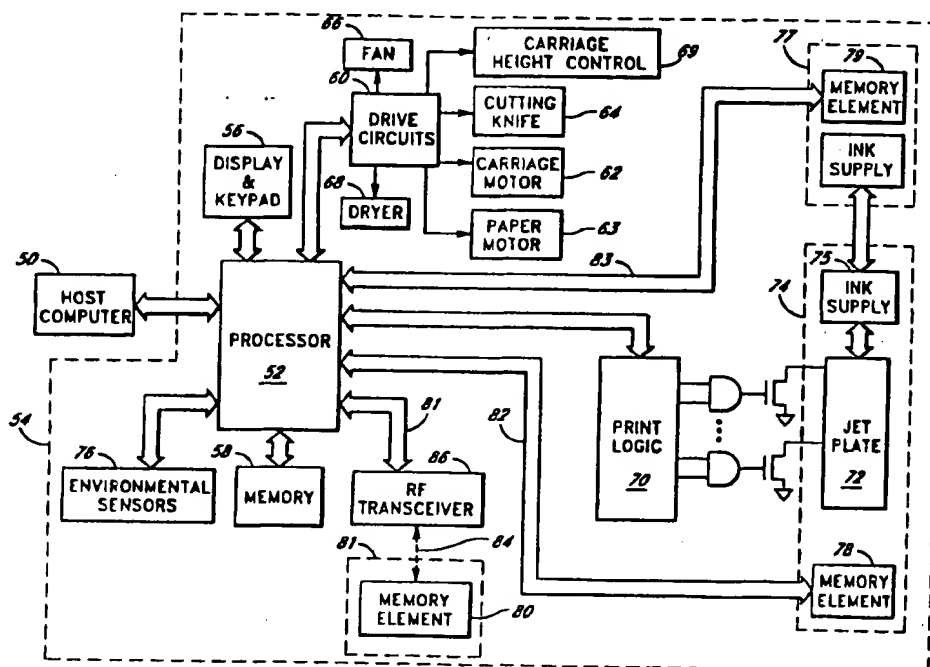 66
FAN
CARRIAGE
HEIGHT CONTROL
69
77
79
MEMORY
ELEMENT
60
DRIVE
CIRCUITS
CUTTING
KNIFE
64
56
DISPLAY
&
KEYPAD
CARRIAGE
MOTOR
62
INK
SUPPLY
68
DRYER
PAPER
MOTOR
63
83
50
HOST
COMPUTER
74
75
INK
SUPPLY
PROCESSOR
52
54
76
ENVIRONMENTAL
SENSORS
58
MEMORY
81
86
RF
TRANSCEIVER
82
PRINT
LOGIC
70
JET
PLATE
72
84
81
MEMORY
ELEMENT
80
78
MEMORY
ELEMENT